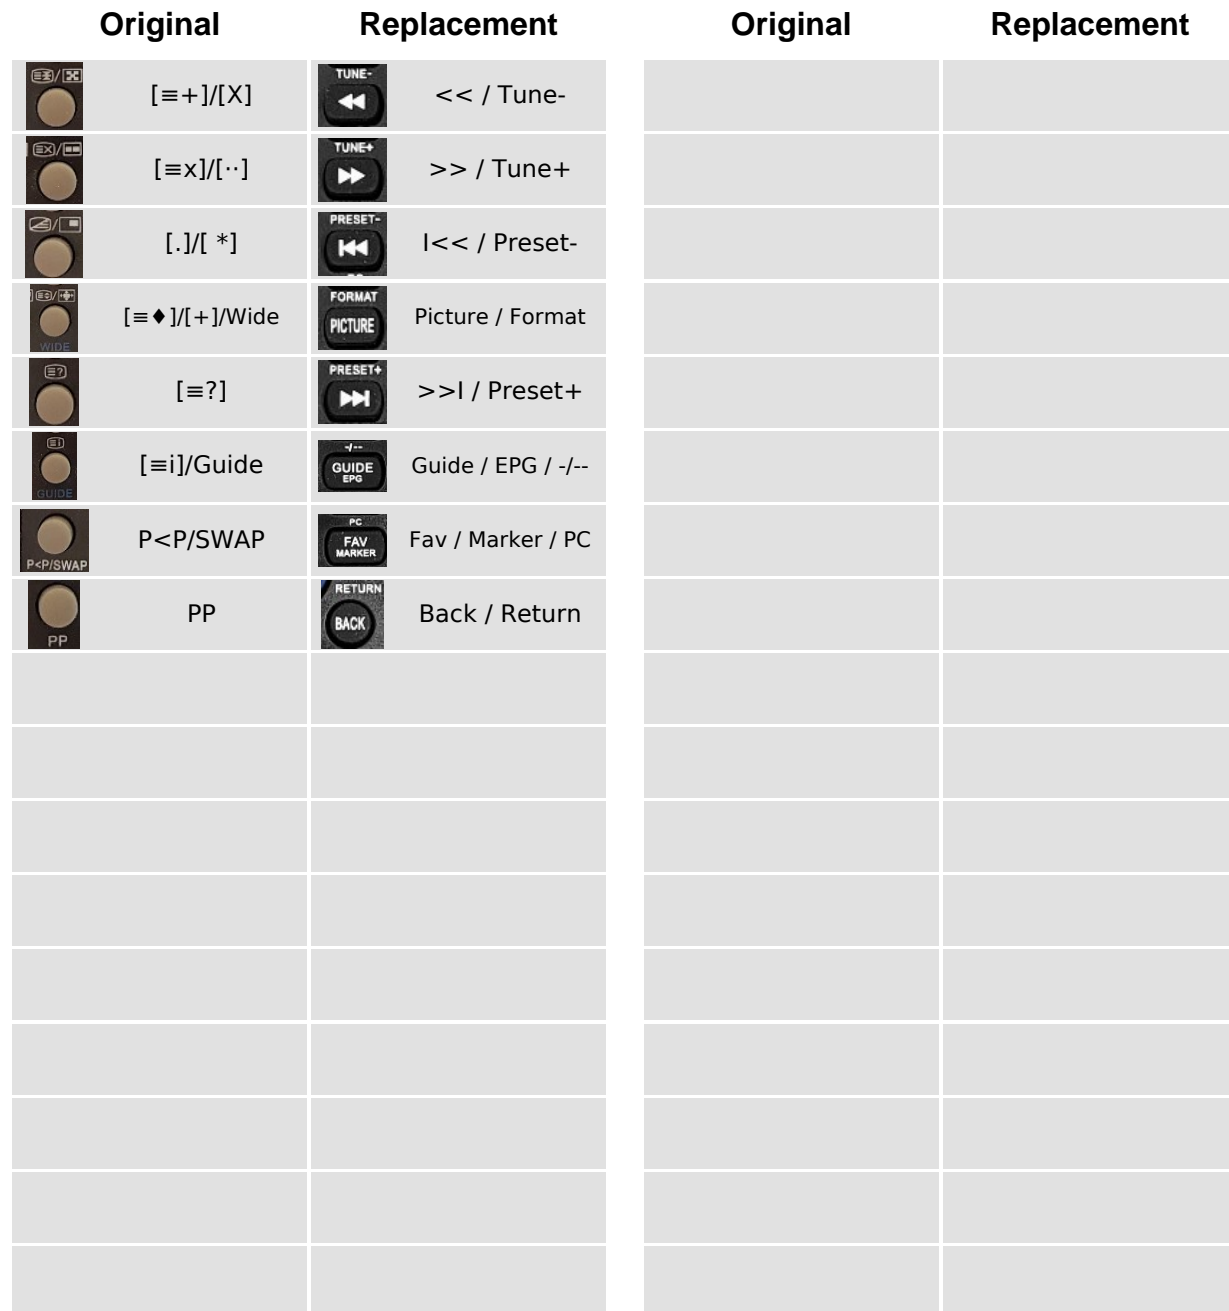 Original Replacement Original Replacement
[≡+]/[X] TUNE- << / Tune-
[≡x]/[··] TUNE+ >> / Tune+
[.]/[ *] PRESET- I<< / Preset-
WIDE [≡♦]/[+]/Wide FORMAT PICTURE Picture / Format
[≡?] PRESET+ >>I / Preset+
GUIDE [≡i]/Guide -/-- GUIDE EPG Guide / EPG / -/--
P<P/SWAP P<P/SWAP PC FAV MARKER Fav / Marker / PC
PP PP RETURN BACK Back / Return